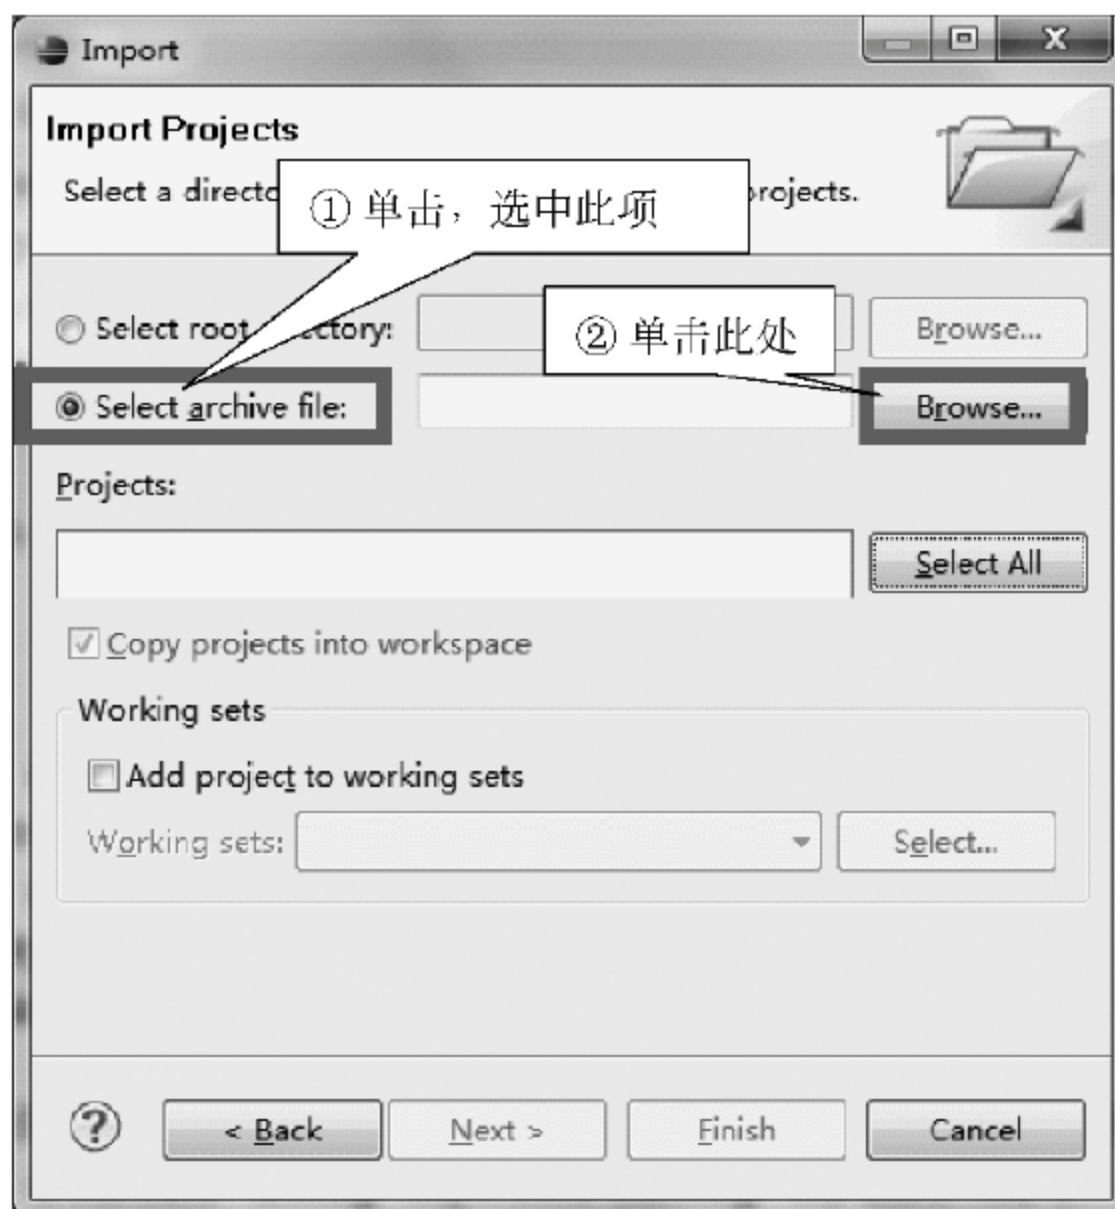 Import
Import Projects
Select a directo
rojects.
① 单击，选中此项
Select root
ctory:
② 单击此处
Browse...
Select archive file:
Browse...
Projects:
Select All
Copy projects into workspace
Working sets
Add project to working sets
Working sets:
Select...
< Back
Next >
Finish
Cancel